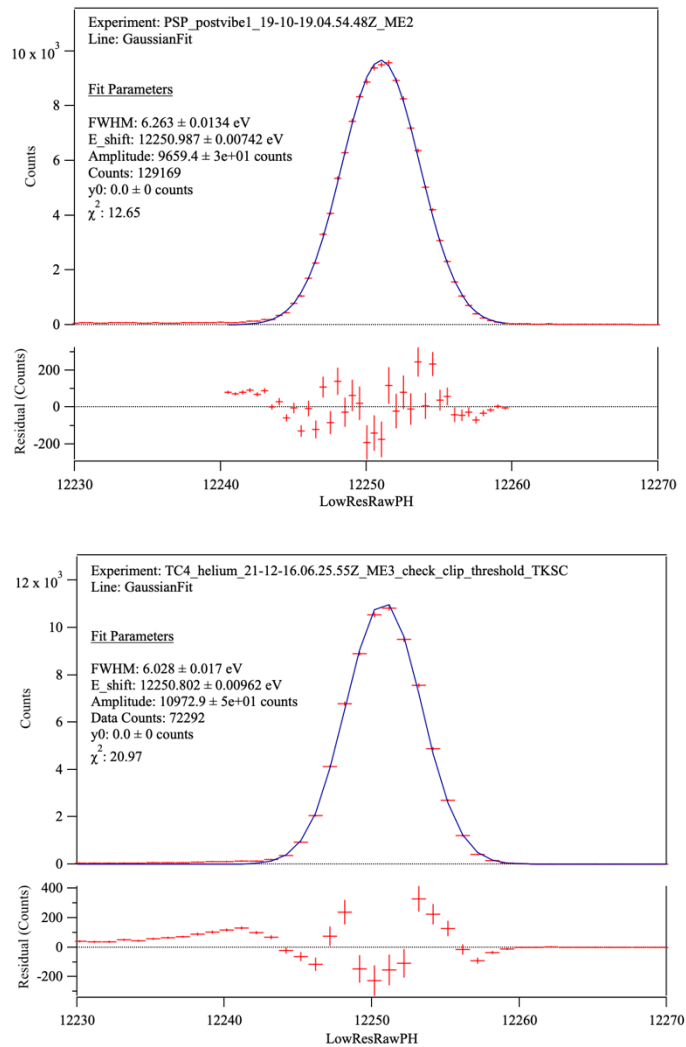 Experiment: PSP_postvibe1_19-10-19.04.54.48Z_ME2
Line: GaussianFit
Fit Parameters
FWHM: 6.263 ± 0.0134 eV
E_shift: 12250.987 ± 0.00742 eV
Amplitude: 9659.4 ± 3e+01 counts
Counts: 129169
y0: 0.0 ± 0 counts
χ²: 12.65
10 x 10³
8
6
4
2
0
Counts
200
0
-200
Residual (Counts)
12230
12240
12250
12260
12270
LowResRawPH
Experiment: TC4_helium_21-12-16.06.25.55Z_ME3_check_clip_threshold_TKSC
Line: GaussianFit
Fit Parameters
FWHM: 6.028 ± 0.017 eV
E_shift: 12250.802 ± 0.00962 eV
Amplitude: 10972.9 ± 5e+01 counts
Data Counts: 72292
y0: 0.0 ± 0 counts
χ²: 20.97
12 x 10³
10
8
6
4
2
0
Counts
400
200
0
-200
Residual (Counts)
12230
12240
12250
12260
12270
LowResRawPH